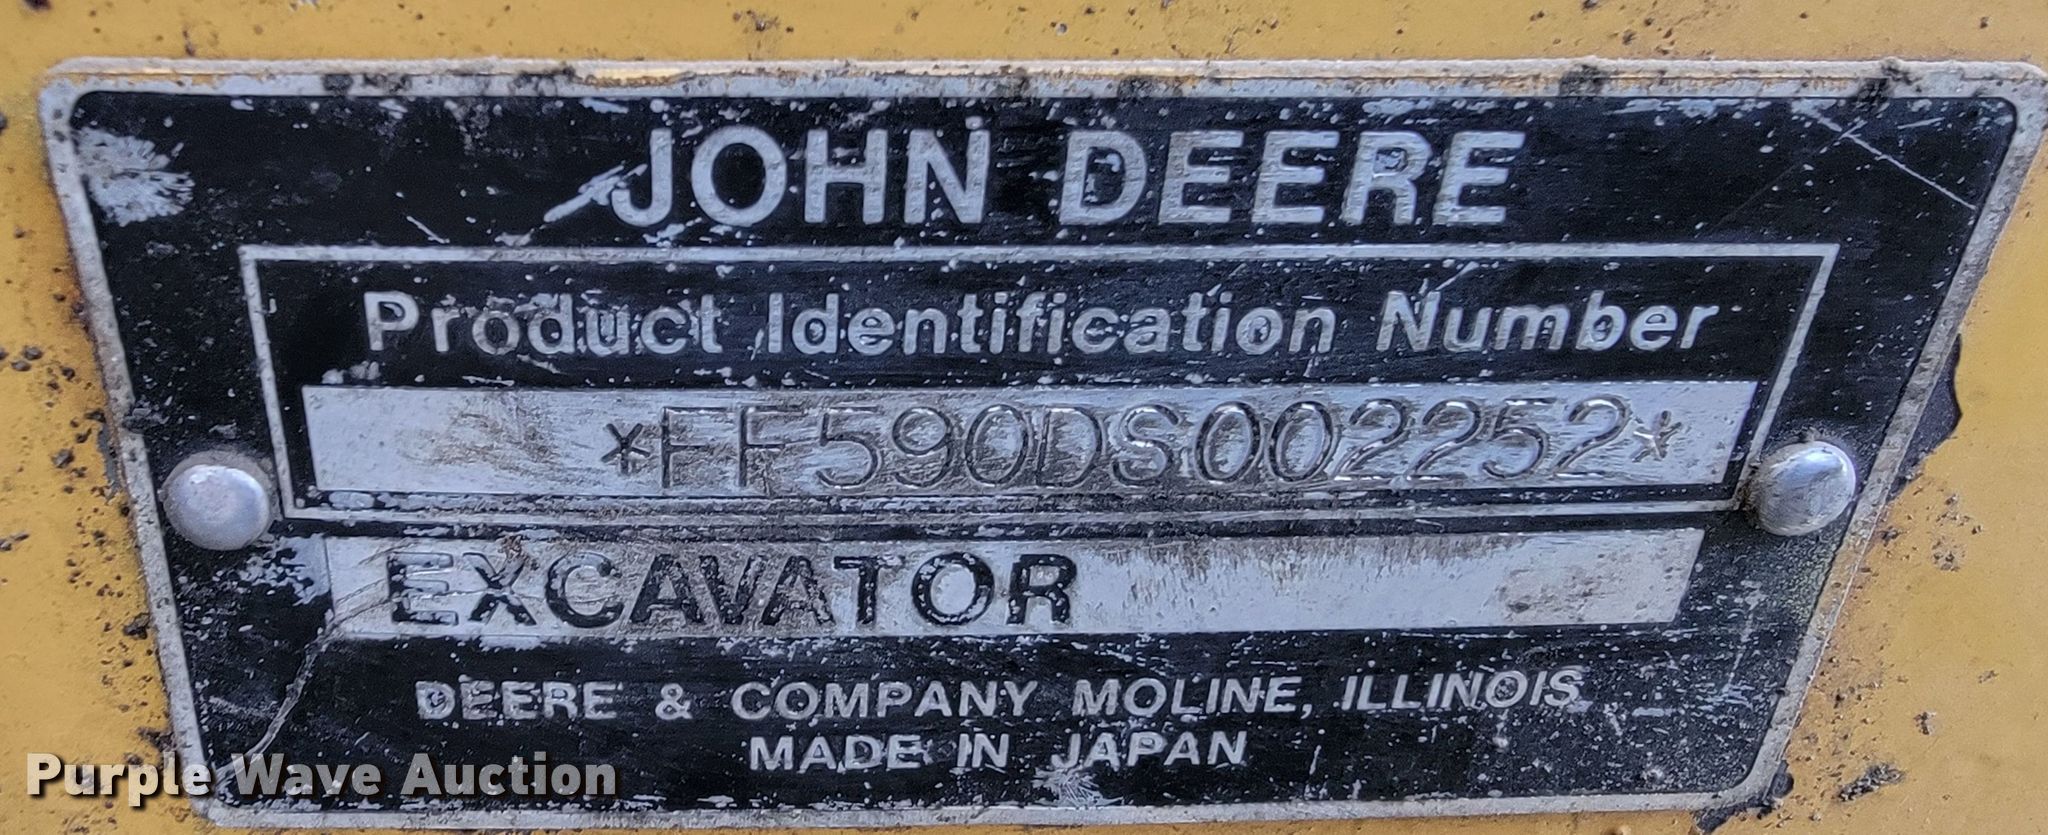 JOHN DEERE
Product Identification Number
*FF590DS002252*
EXCAVATOR
DEERE & COMPANY MOLINE, ILLINOIS
MADE IN JAPAN
Purple Wave Auction